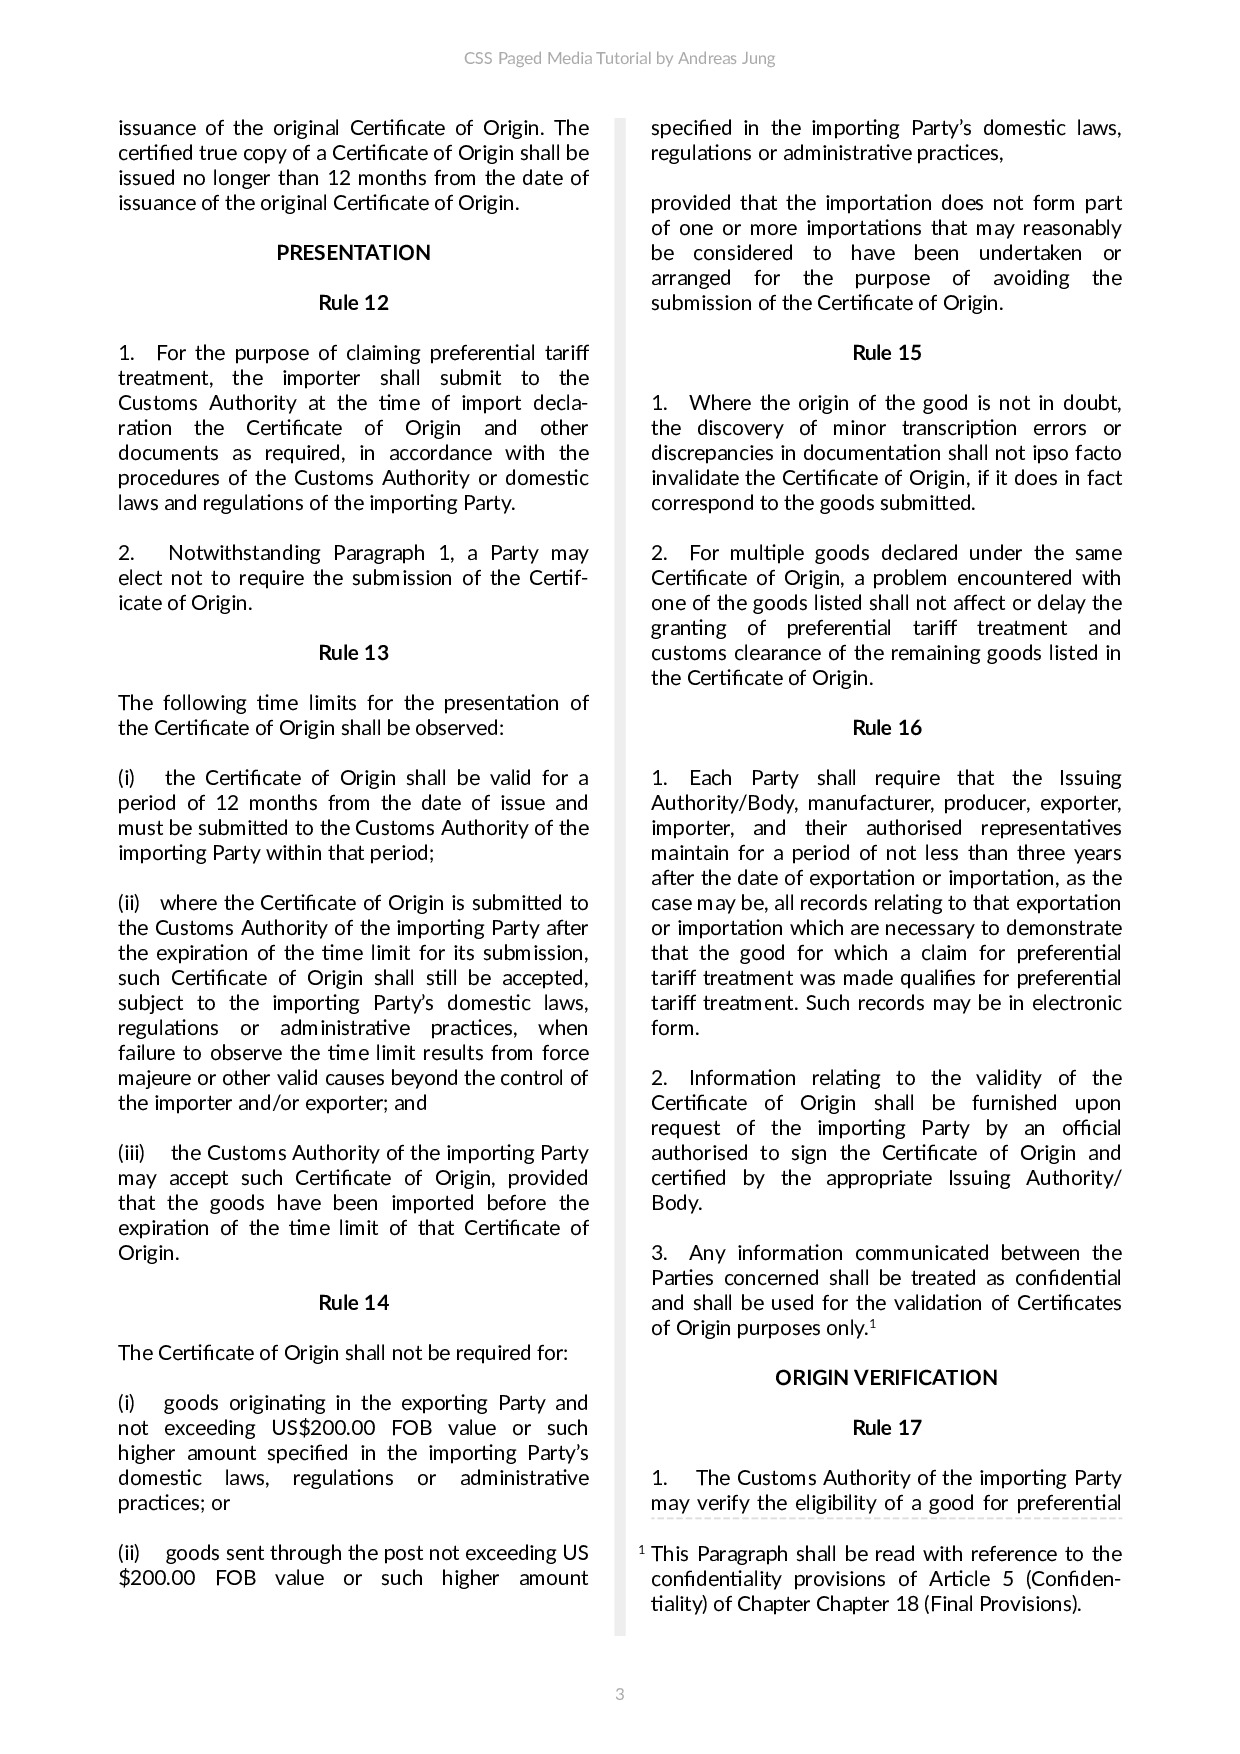 CSS Paged Media Tutorial by Andreas Jung
issuance of the original Certificate of Origin. The
certified true copy of a Certificate of Origin shall be
issued no longer than 12 months from the date of
issuance of the original Certificate of Origin.
PRESENTATION
Rule 12
1. For the purpose of claiming preferential tariff
treatment, the importer shall submit to the
Customs Authority at the time of import decla-
ration the Certificate of Origin and other
documents as required, in accordance with the
procedures of the Customs Authority or domestic
laws and regulations of the importing Party.
2. Notwithstanding Paragraph 1, a Party may
elect not to require the submission of the Certif-
icate of Origin.
Rule 13
The following time limits for the presentation of
the Certificate of Origin shall be observed:
(i) the Certificate of Origin shall be valid for a
period of 12 months from the date of issue and
must be submitted to the Customs Authority of the
importing Party within that period;
(ii) where the Certificate of Origin is submitted to
the Customs Authority of the importing Party after
the expiration of the time limit for its submission,
such Certificate of Origin shall still be accepted,
subject to the importing Party’s domestic laws,
regulations or administrative practices, when
failure to observe the time limit results from force
majeure or other valid causes beyond the control of
the importer and/or exporter; and
(iii) the Customs Authority of the importing Party
may accept such Certificate of Origin, provided
that the goods have been imported before the
expiration of the time limit of that Certificate of
Origin.
Rule 14
The Certificate of Origin shall not be required for:
(i) goods originating in the exporting Party and
not exceeding US$200.00 FOB value or such
higher amount specified in the importing Party’s
domestic laws, regulations or administrative
practices; or
(ii) goods sent through the post not exceeding US
$200.00 FOB value or such higher amount
specified in the importing Party’s domestic laws,
regulations or administrative practices,
provided that the importation does not form part
of one or more importations that may reasonably
be considered to have been undertaken or
arranged for the purpose of avoiding the
submission of the Certificate of Origin.
Rule 15
1. Where the origin of the good is not in doubt,
the discovery of minor transcription errors or
discrepancies in documentation shall not ipso facto
invalidate the Certificate of Origin, if it does in fact
correspond to the goods submitted.
2. For multiple goods declared under the same
Certificate of Origin, a problem encountered with
one of the goods listed shall not affect or delay the
granting of preferential tariff treatment and
customs clearance of the remaining goods listed in
the Certificate of Origin.
Rule 16
1. Each Party shall require that the Issuing
Authority/Body, manufacturer, producer, exporter,
importer, and their authorised representatives
maintain for a period of not less than three years
after the date of exportation or importation, as the
case may be, all records relating to that exportation
or importation which are necessary to demonstrate
that the good for which a claim for preferential
tariff treatment was made qualifies for preferential
tariff treatment. Such records may be in electronic
form.
2. Information relating to the validity of the
Certificate of Origin shall be furnished upon
request of the importing Party by an official
authorised to sign the Certificate of Origin and
certified by the appropriate Issuing Authority/
Body.
3. Any information communicated between the
Parties concerned shall be treated as confidential
and shall be used for the validation of Certificates
of Origin purposes only.¹
ORIGIN VERIFICATION
Rule 17
1. The Customs Authority of the importing Party
may verify the eligibility of a good for preferential
¹ This Paragraph shall be read with reference to the
confidentiality provisions of Article 5 (Confiden-
tiality) of Chapter Chapter 18 (Final Provisions).
3